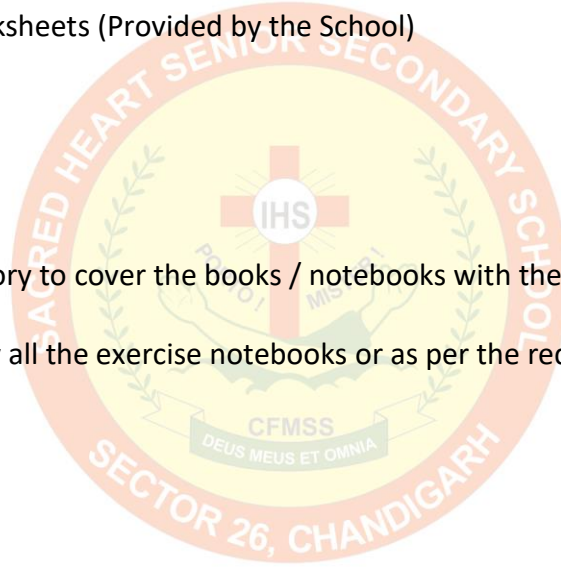 ksheets (Provided by the School)
SACRED HEART SENIOR SECONDARY SCHOOL
IHS
ory to cover the books / notebooks with the
all the exercise notebooks or as per the rec
CFMSS
DEUS MEUS ET OMNIA
SECTOR 26, CHANDIGARH